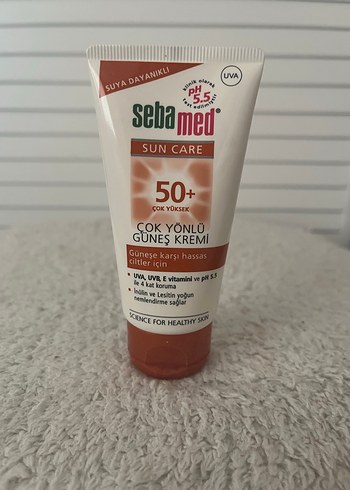 SUYA DAYANIKLI
klinik olarak
pH 5.5
test edilmiştir
UVA
sebamed®
SUN CARE
50+
ÇOK YÜKSEK
ÇOK YÖNLÜ
GÜNEŞ KREMİ
Güneşe karşı hassas
ciltler için
• UVA, UVB, E vitamini ve pH 5.5
ile 4 kat koruma
• İnülin ve Lesitin yoğun
nemlendirme sağlar
SCIENCE FOR HEALTHY SKIN